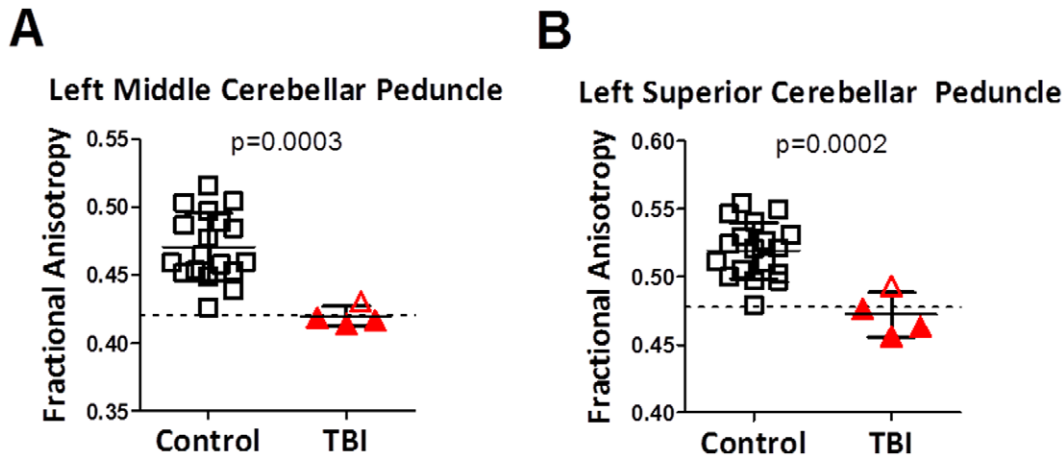 A
Left Middle Cerebellar Peduncle
p=0.0003
Fractional Anisotropy
0.55
0.50
0.45
0.40
0.35
Control TBI
B
Left Superior Cerebellar Peduncle
p=0.0002
Fractional Anisotropy
0.60
0.55
0.50
0.45
0.40
Control TBI